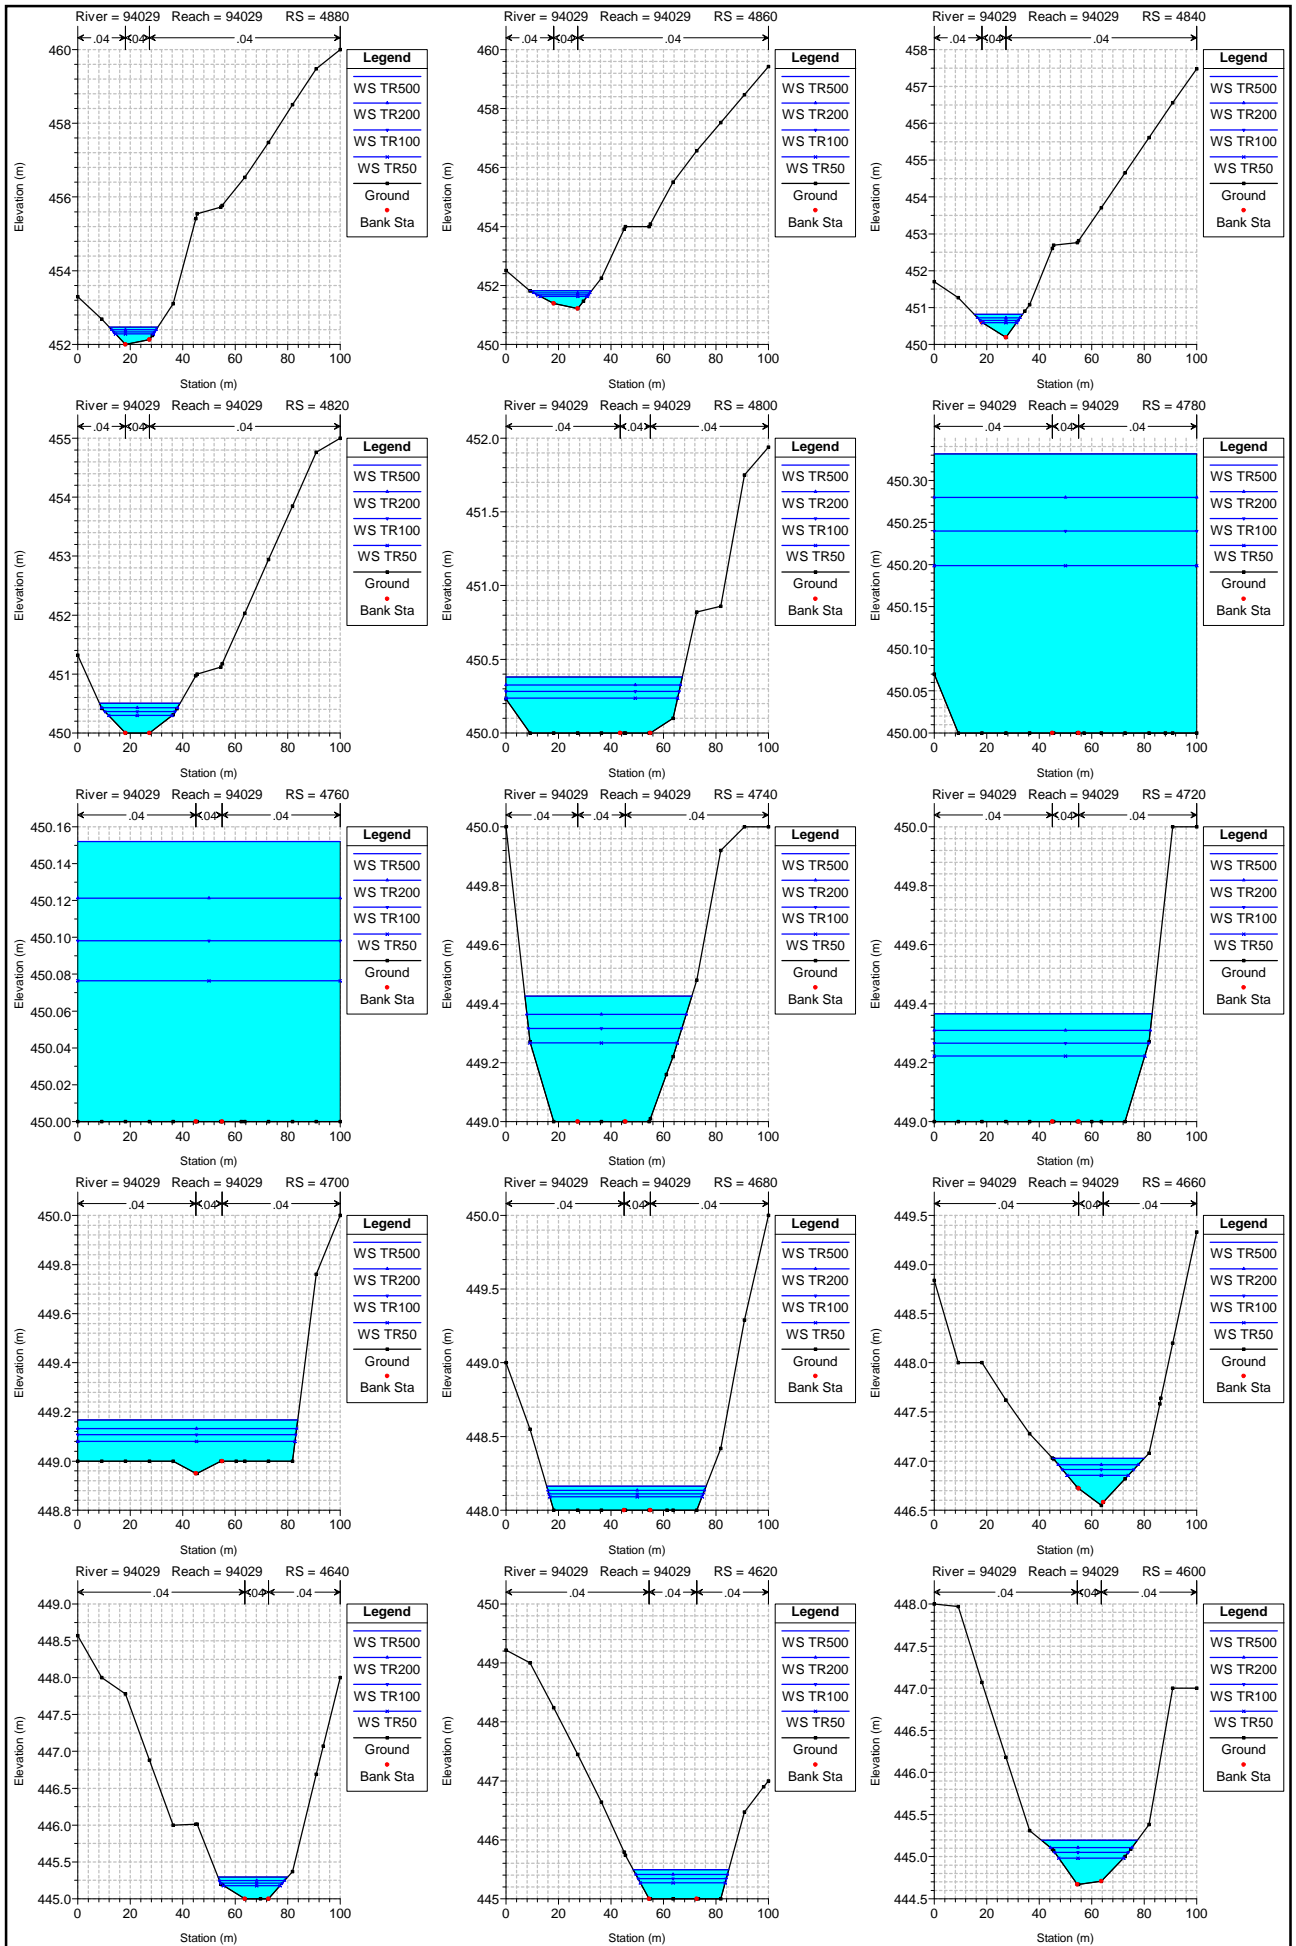 River = 94029 Reach = 94029 RS = 4880
.04 .04 .04
Elevation (m)
460
458
456
454
452
0 20 40 60 80 100
Station (m)
Legend
WS TR500
WS TR200
WS TR100
WS TR50
Ground
Bank Sta
River = 94029 Reach = 94029 RS = 4860
.04 .04 .04
Elevation (m)
460
458
456
454
452
450
0 20 40 60 80 100
Station (m)
Legend
WS TR500
WS TR200
WS TR100
WS TR50
Ground
Bank Sta
River = 94029 Reach = 94029 RS = 4840
.04 .04 .04
Elevation (m)
458
457
456
455
454
453
452
451
450
0 20 40 60 80 100
Station (m)
Legend
WS TR500
WS TR200
WS TR100
WS TR50
Ground
Bank Sta
River = 94029 Reach = 94029 RS = 4820
.04 .04 .04
Elevation (m)
455
454
453
452
451
450
0 20 40 60 80 100
Station (m)
Legend
WS TR500
WS TR200
WS TR100
WS TR50
Ground
Bank Sta
River = 94029 Reach = 94029 RS = 4800
.04 .04 .04
Elevation (m)
452.0
451.5
451.0
450.5
450.0
0 20 40 60 80 100
Station (m)
Legend
WS TR500
WS TR200
WS TR100
WS TR50
Ground
Bank Sta
River = 94029 Reach = 94029 RS = 4780
.04 .04 .04
Elevation (m)
450.30
450.25
450.20
450.15
450.10
450.05
450.00
0 20 40 60 80 100
Station (m)
Legend
WS TR500
WS TR200
WS TR100
WS TR50
Ground
Bank Sta
River = 94029 Reach = 94029 RS = 4760
.04 .04 .04
Elevation (m)
450.16
450.14
450.12
450.10
450.08
450.06
450.04
450.02
450.00
0 20 40 60 80 100
Station (m)
Legend
WS TR500
WS TR200
WS TR100
WS TR50
Ground
Bank Sta
River = 94029 Reach = 94029 RS = 4740
.04 .04 .04
Elevation (m)
450.0
449.8
449.6
449.4
449.2
449.0
0 20 40 60 80 100
Station (m)
Legend
WS TR500
WS TR200
WS TR100
WS TR50
Ground
Bank Sta
River = 94029 Reach = 94029 RS = 4720
.04 .04 .04
Elevation (m)
450.0
449.8
449.6
449.4
449.2
449.0
0 20 40 60 80 100
Station (m)
Legend
WS TR500
WS TR200
WS TR100
WS TR50
Ground
Bank Sta
River = 94029 Reach = 94029 RS = 4700
.04 .04 .04
Elevation (m)
450.0
449.8
449.6
449.4
449.2
449.0
448.8
0 20 40 60 80 100
Station (m)
Legend
WS TR500
WS TR200
WS TR100
WS TR50
Ground
Bank Sta
River = 94029 Reach = 94029 RS = 4680
.04 .04 .04
Elevation (m)
450.0
449.5
449.0
448.5
448.0
0 20 40 60 80 100
Station (m)
Legend
WS TR500
WS TR200
WS TR100
WS TR50
Ground
Bank Sta
River = 94029 Reach = 94029 RS = 4660
.04 .04 .04
Elevation (m)
449.5
449.0
448.5
448.0
447.5
447.0
446.5
0 20 40 60 80 100
Station (m)
Legend
WS TR500
WS TR200
WS TR100
WS TR50
Ground
Bank Sta
River = 94029 Reach = 94029 RS = 4640
.04 .04 .04
Elevation (m)
449.0
448.5
448.0
447.5
447.0
446.5
446.0
445.5
445.0
0 20 40 60 80 100
Station (m)
Legend
WS TR500
WS TR200
WS TR100
WS TR50
Ground
Bank Sta
River = 94029 Reach = 94029 RS = 4620
.04 .04 .04
Elevation (m)
450
449
448
447
446
445
0 20 40 60 80 100
Station (m)
Legend
WS TR500
WS TR200
WS TR100
WS TR50
Ground
Bank Sta
River = 94029 Reach = 94029 RS = 4600
.04 .04 .04
Elevation (m)
448.0
447.5
447.0
446.5
446.0
445.5
445.0
444.5
0 20 40 60 80 100
Station (m)
Legend
WS TR500
WS TR200
WS TR100
WS TR50
Ground
Bank Sta